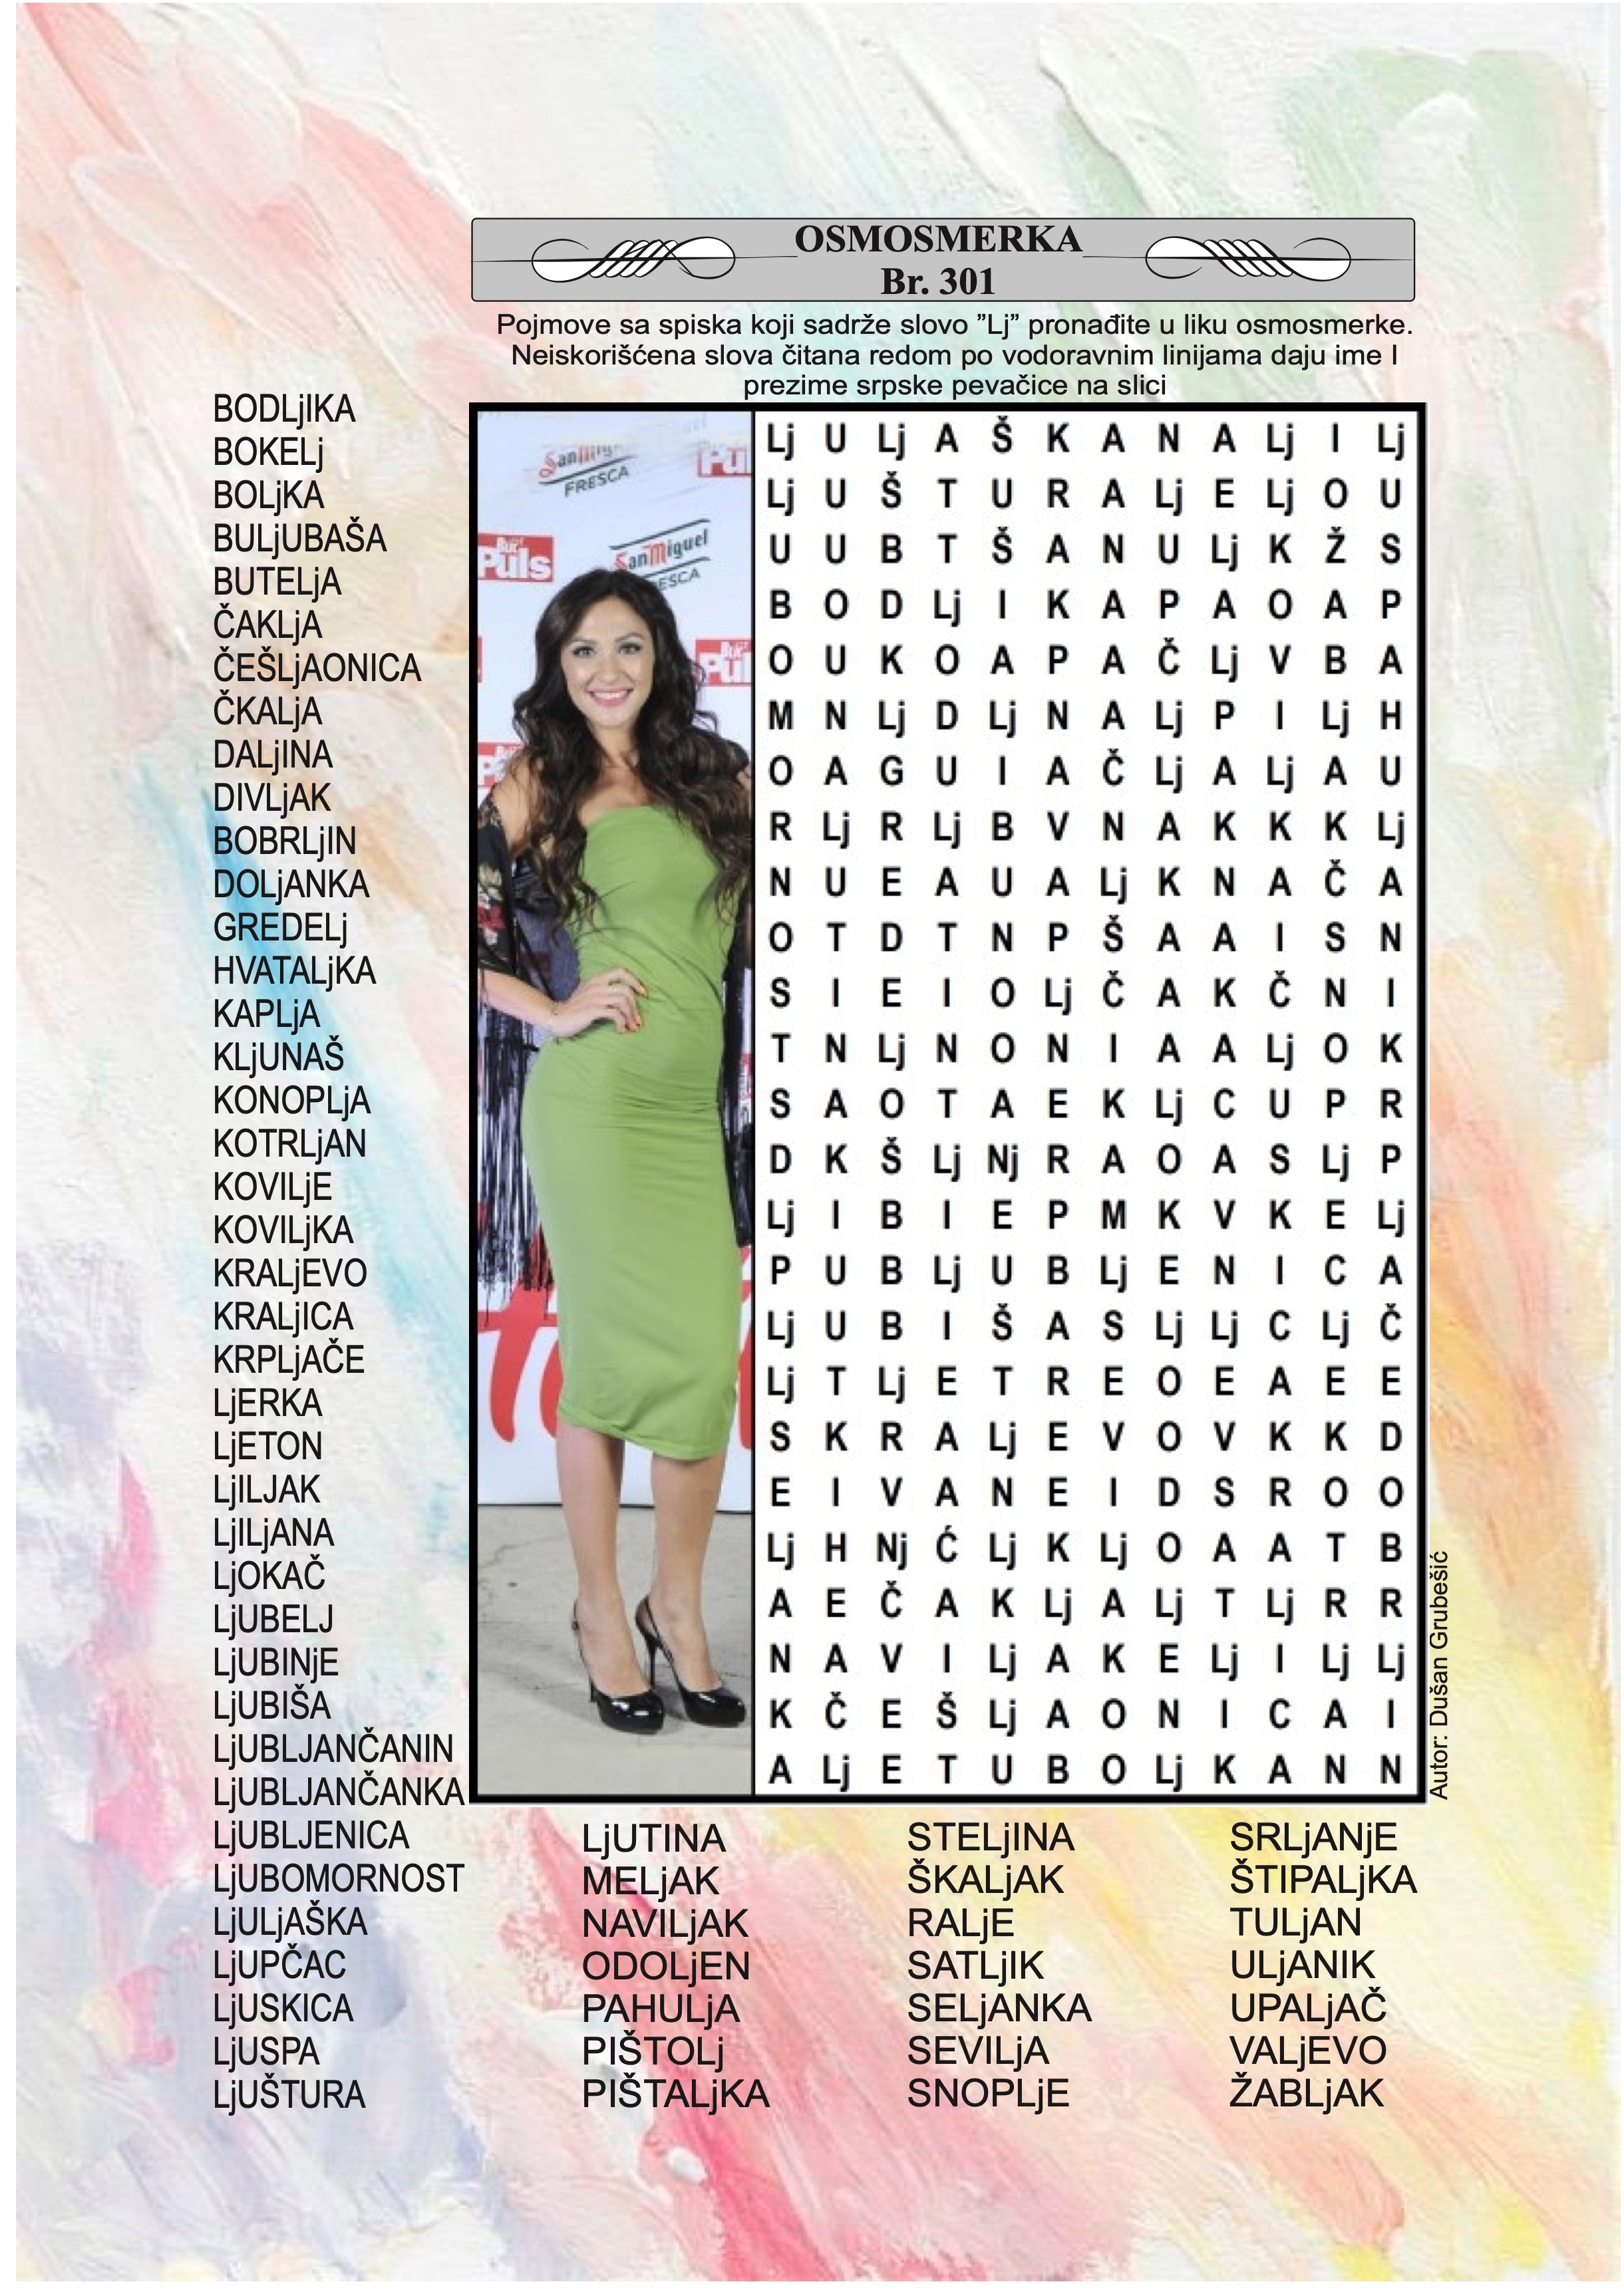 OSMOSMERKA
Br. 301
Pojmove sa spiska koji sadrže slovo ”Lj” pronađite u liku osmosmerke.
Neiskorišćena slova čitana redom po vodoravnim linijama daju ime I
prezime srpske pevačice na slici
BODLjIKA
BOKELj
BOLjKA
BULjUBAŠA
BUTELjA
ČAKLjA
ČEŠLjAONICA
ČKALjA
DALjINA
DIVLjAK
BOBRLjIN
DOLjANKA
GREDELj
HVATALjKA
KAPLjA
KLjUNAŠ
KONOPLjA
KOTRLjAN
KOVILjE
KOVILjKA
KRALjEVO
KRALjICA
KRPLjAČE
LjERKA
LjETON
LjILJAK
LjILjANA
LjOKAČ
LjUBELJ
LjUBINjE
LjUBIŠA
LjUBLJANČANIN
LjUBLJANČANKA
LjUBLJENICA
LjUBOMORNOST
LjULjAŠKA
LjUPČAC
LjUSKICA
LjUSPA
LjUŠTURA
San Miguel
FRESCA
Puls
San Miguel
Puls
Lj U Lj A Š K A N A Lj I Lj
Lj U Š T U R A Lj E Lj O U
U U B T Š A N U Lj K Ž S
B O D Lj I K A P A O A P
O U K O A P A Č Lj V B A
M N Lj D Lj N A Lj P I Lj H
O A G U I A Č Lj A Lj A U
R Lj R Lj B V N A K K K Lj
N U E A U A Lj K N A Č A
O T D T N P Š A A I S N
S I E I O Lj Č A K Č N I
T N Lj N O N I A A Lj O K
S A O T A E K Lj C U P R
D K Š Lj Nj R A O A S Lj P
Lj I B I E P M K V K E Lj
P U B Lj U B Lj E N I C A
Lj U B I Š A S Lj Lj C Lj Č
Lj T Lj E T R E O E A E E
S K R A Lj E V O V K K D
E I V A N E I D S R O O
Lj H Nj Ć Lj K Lj O A A T B
A E Č A K Lj A Lj T Lj R R
N A V I Lj A K E Lj I Lj Lj
K Č E Š Lj A O N I C A I
A Lj E T U B O Lj K A N N
Autor: Dušan Grubešić
LjUTINA
MELjAK
NAVILjAK
ODOLjEN
PAHULjA
PIŠTOLj
PIŠTALjKA
STELjINA
ŠKALjAK
RALjE
SATLjIK
SELjANKA
SEVILjA
SNOPLjE
SRLjANjE
ŠTIPALjKA
TULjAN
ULjANIK
UPALjAČ
VALjEVO
ŽABLjAK